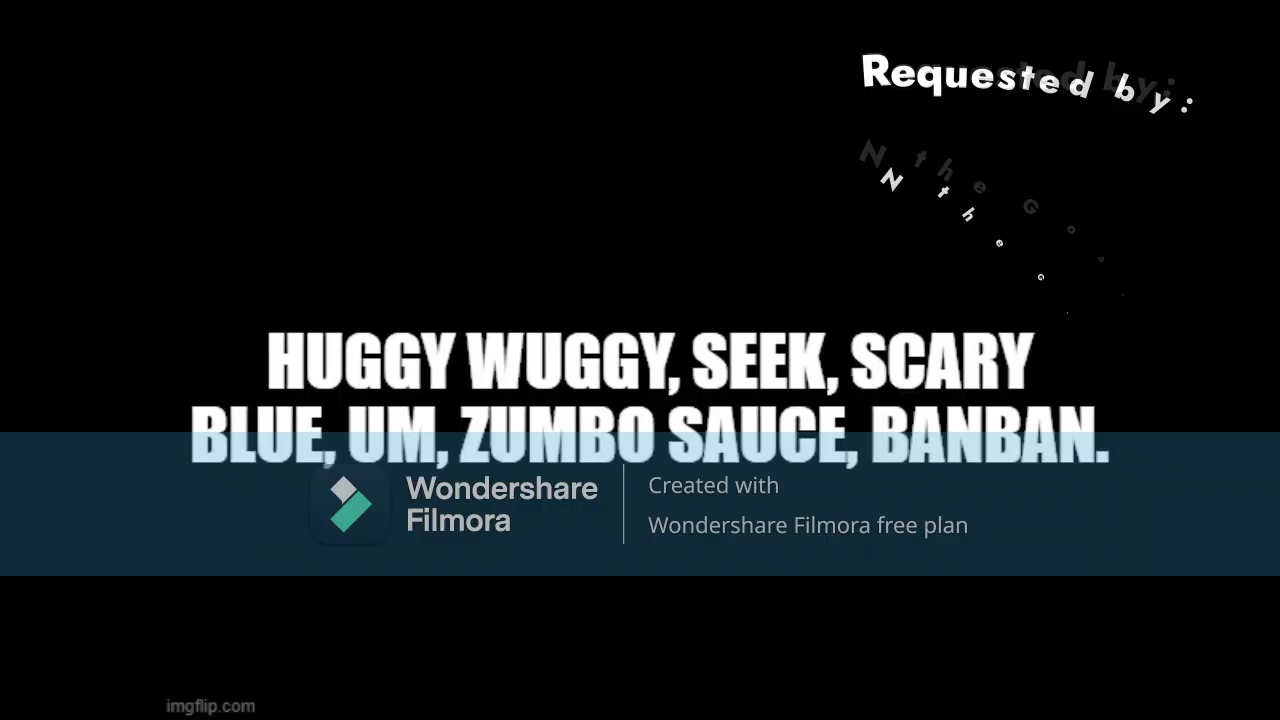 Requested by:
N the G
HUGGY WUGGY, SEEK, SCARY
BLUE, UM, ZUMBO SAUCE, BANBAN.
Wondershare
Filmora
Created with
Wondershare Filmora free plan
imgflip.com